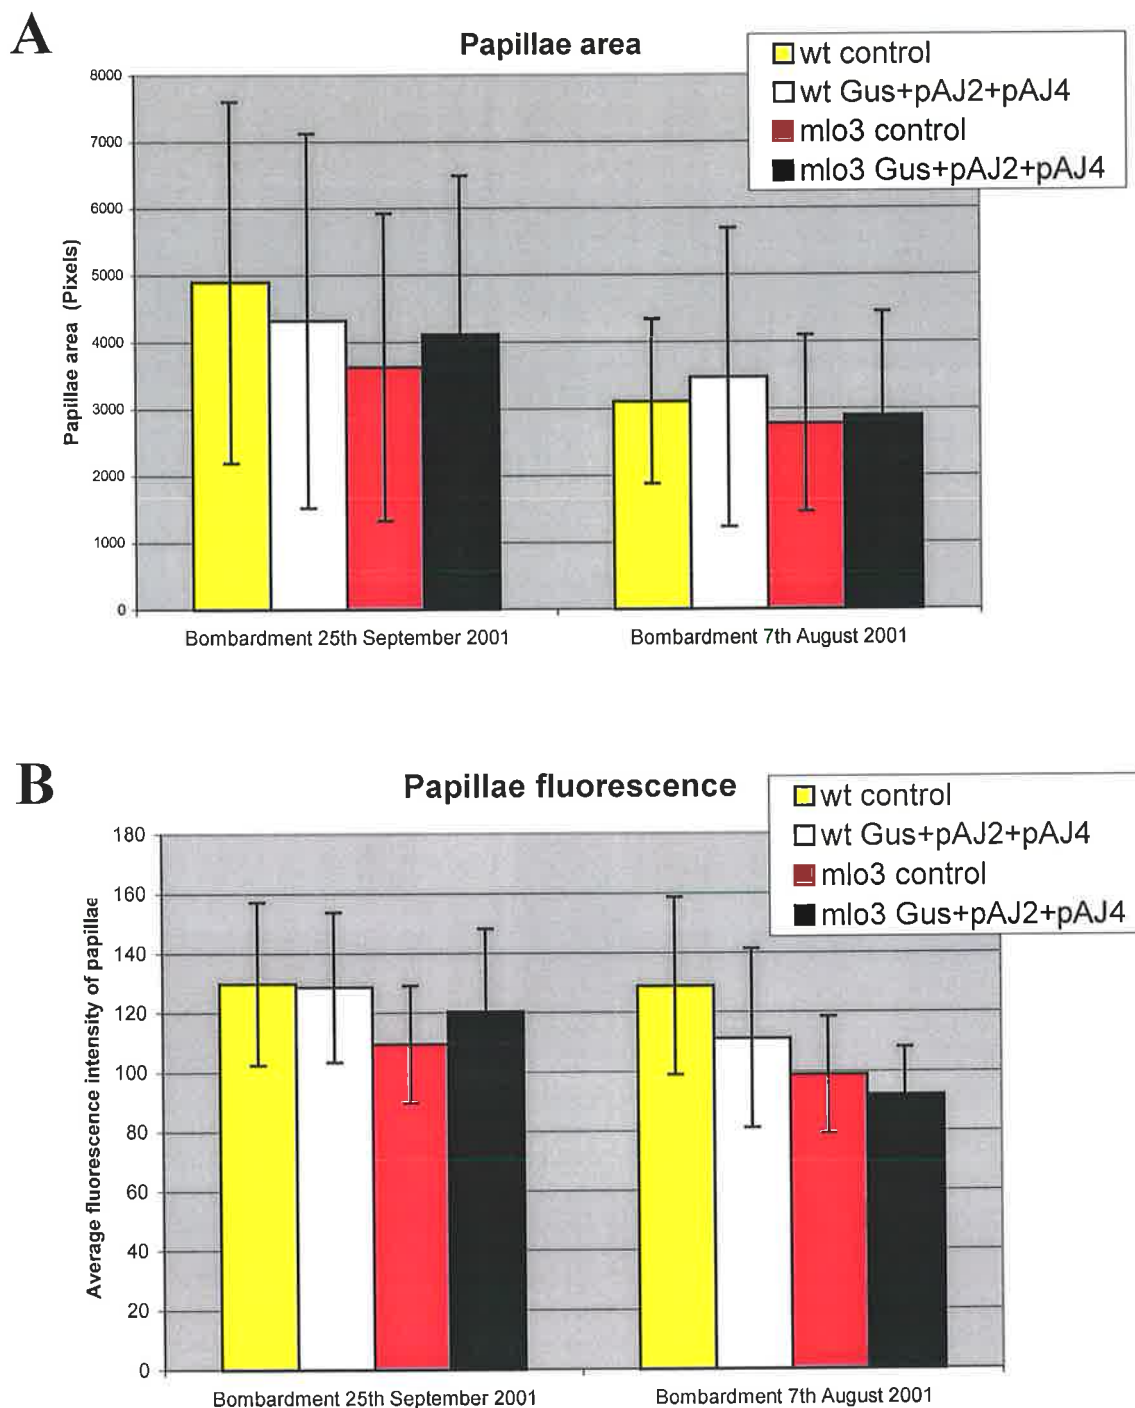 A
Papillae area
wt control
wt Gus+pAJ2+pAJ4
mlo3 control
mlo3 Gus+pAJ2+pAJ4
Papillae area (Pixels)
8000
7000
6000
5000
4000
3000
2000
1000
0
Bombardment 25th September 2001
Bombardment 7th August 2001
B
Papillae fluorescence
wt control
wt Gus+pAJ2+pAJ4
mlo3 control
mlo3 Gus+pAJ2+pAJ4
Average fluorescence intensity of papillae
180
160
140
120
100
80
60
40
20
0
Bombardment 25th September 2001
Bombardment 7th August 2001